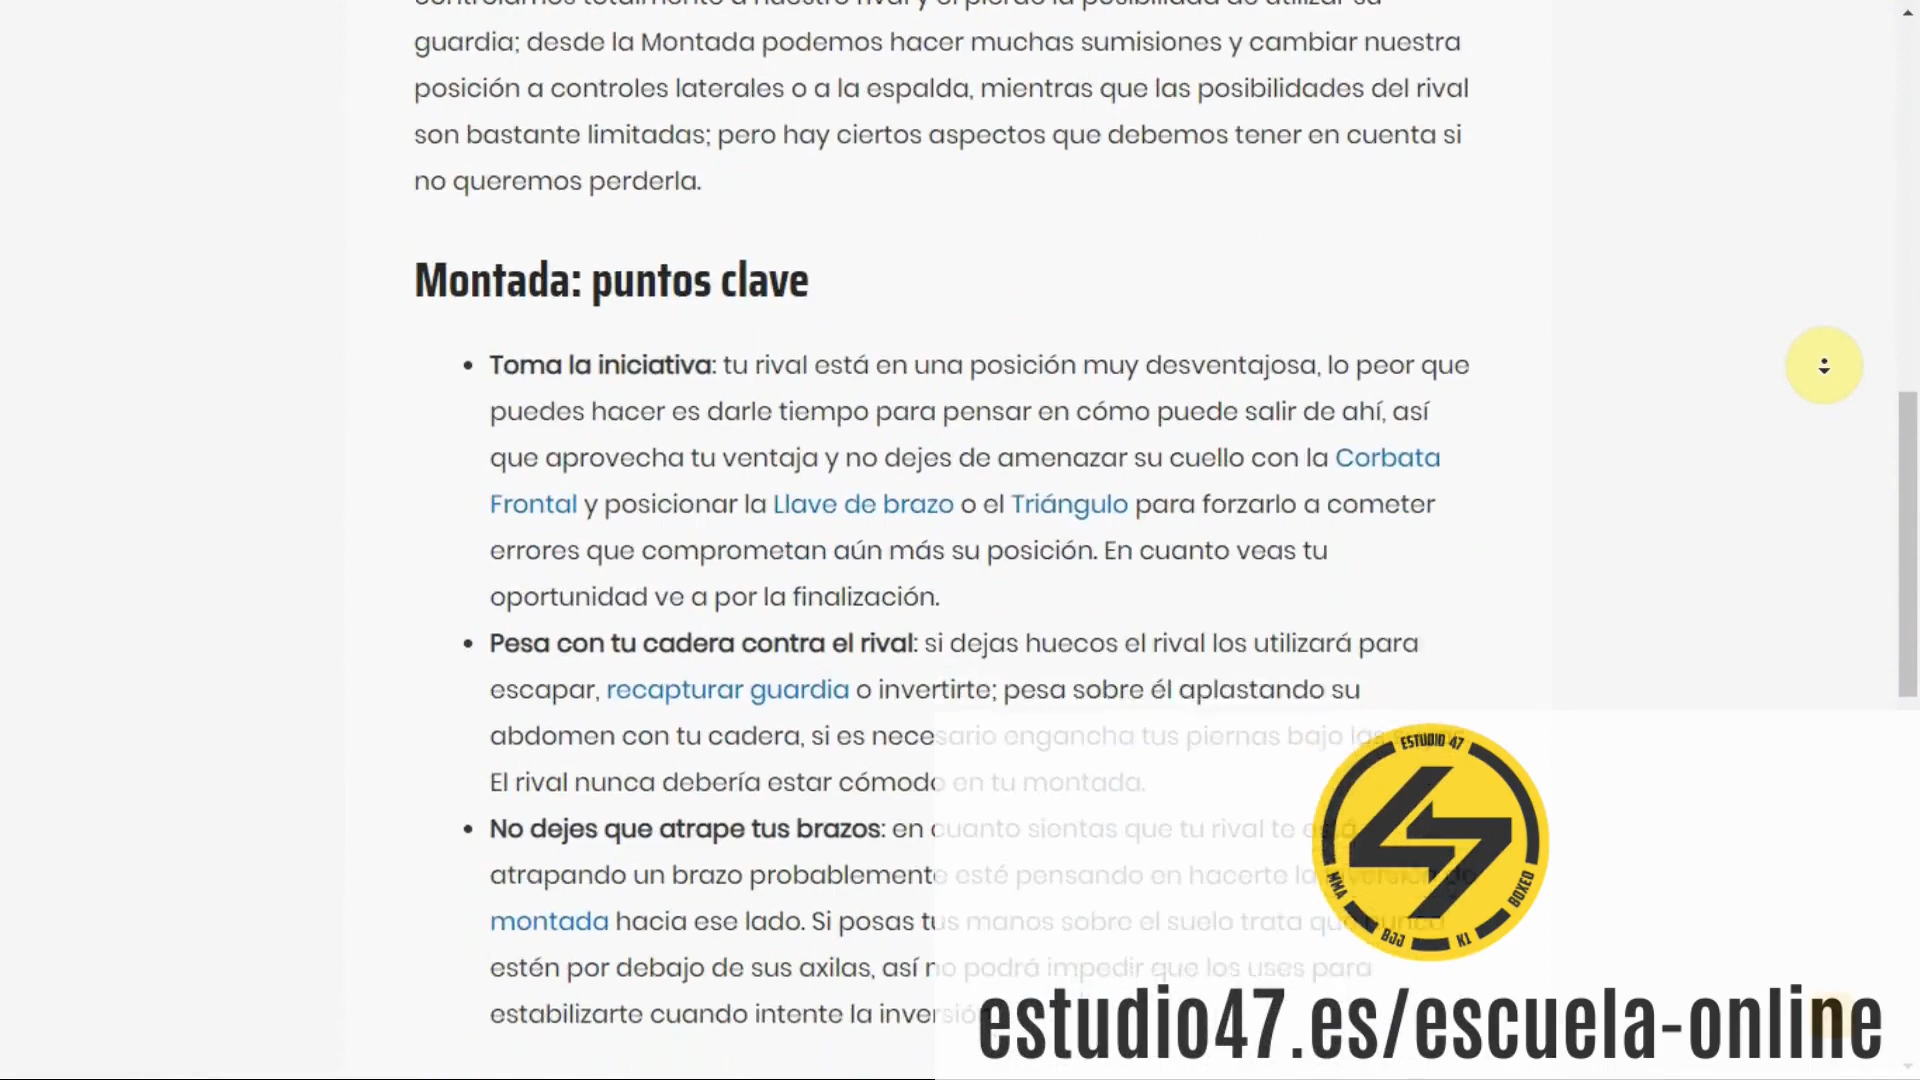 guardia; desde la Montada podemos hacer muchas sumisiones y cambiar nuestra
posición a controles laterales o a la espalda, mientras que las posibilidades del rival
son bastante limitadas; pero hay ciertos aspectos que debemos tener en cuenta si
no queremos perderla.
Montada: puntos clave
• Toma la iniciativa: tu rival está en una posición muy desventajosa, lo peor que
puedes hacer es darle tiempo para pensar en cómo puede salir de ahí, así
que aprovecha tu ventaja y no dejes de amenazar su cuello con la Corbata
Frontal y posicionar la Llave de brazo o el Triángulo para forzarlo a cometer
errores que comprometan aún más su posición. En cuanto veas tu
oportunidad ve a por la finalización.
• Pesa con tu cadera contra el rival: si dejas huecos el rival los utilizará para
escapar, recapturar guardia o invertirte; pesa sobre él aplastando su
abdomen con tu cadera, si es necesario engancha tus piernas bajo
El rival nunca debería estar cómodo en tu montada.
• No dejes que atrape tus brazos: en cuanto sientas que tu rival te está
atrapando un brazo probablemente esté pensando en hacerte la
montada hacia ese lado. Si posas tus manos sobre el suelo trata que nunca
estén por debajo de sus axilas, así no podrá impedir que los uses para
estabilizarte cuando intente la inversión
ESTUDIO 47
MMA
BJJ
K1
BOXEO
estudio47.es/escuela-online